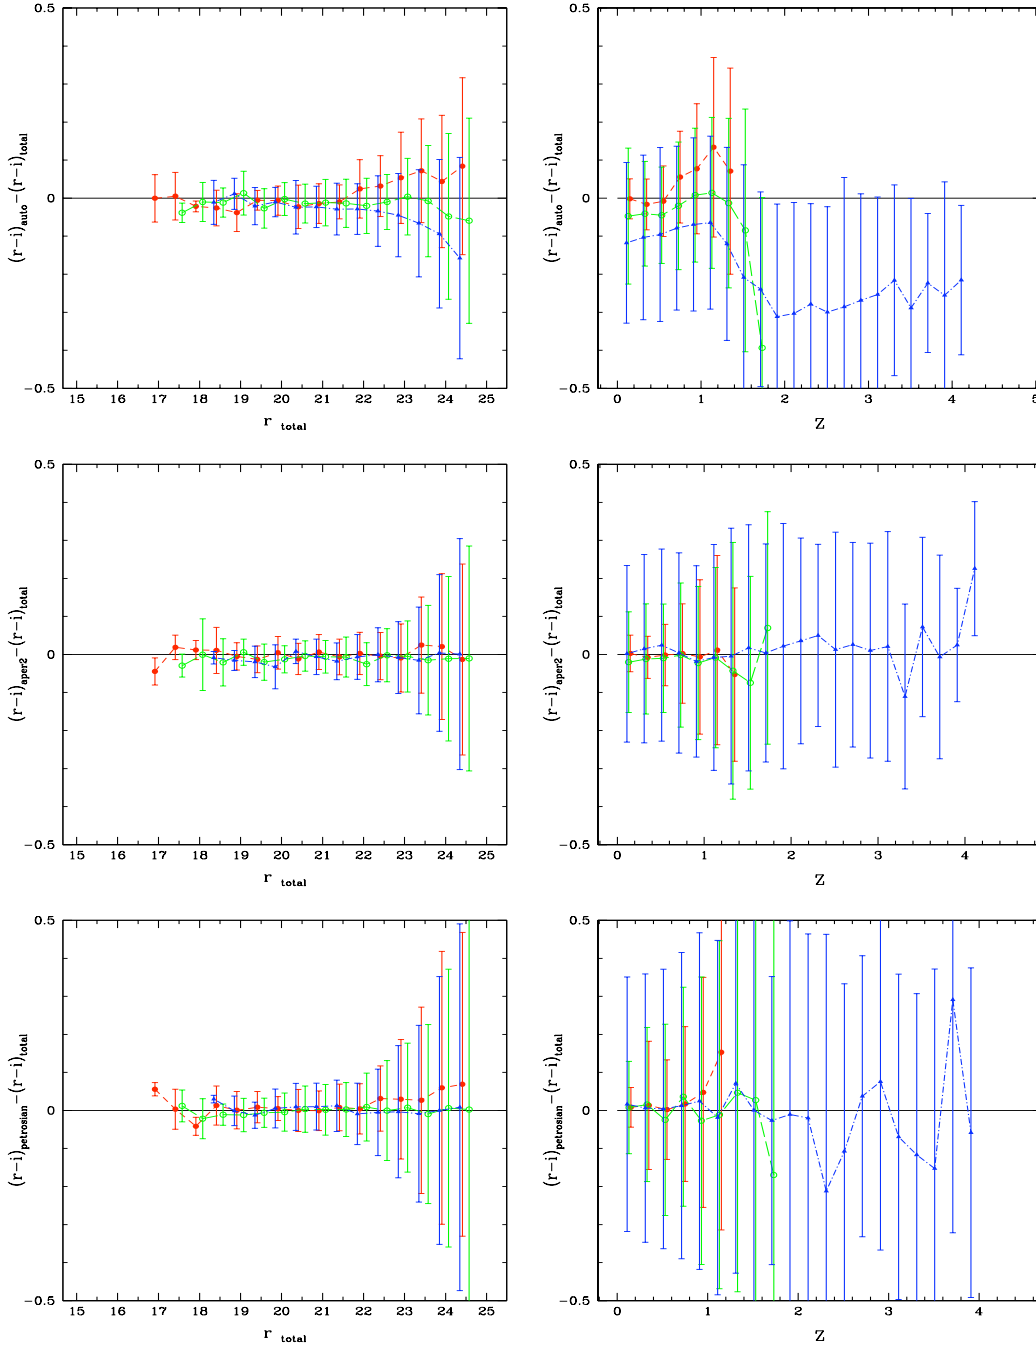 0.5
0
−0.5
(r−i)auto−(r−i)total
15 16 17 18 19 20 21 22 23 24 25
r total
0.5
0
−0.5
(r−i)auto−(r−i)total
0 1 2 3 4 5
Z
0.5
0
−0.5
(r−i)aper2−(r−i)total
15 16 17 18 19 20 21 22 23 24 25
r total
0.5
0
−0.5
(r−i)aper2−(r−i)total
0 1 2 3 4
Z
0.5
0
−0.5
(r−i)petrosian−(r−i)total
15 16 17 18 19 20 21 22 23 24 25
r total
0.5
0
−0.5
(r−i)petrosian−(r−i)total
0 1 2 3 4
Z